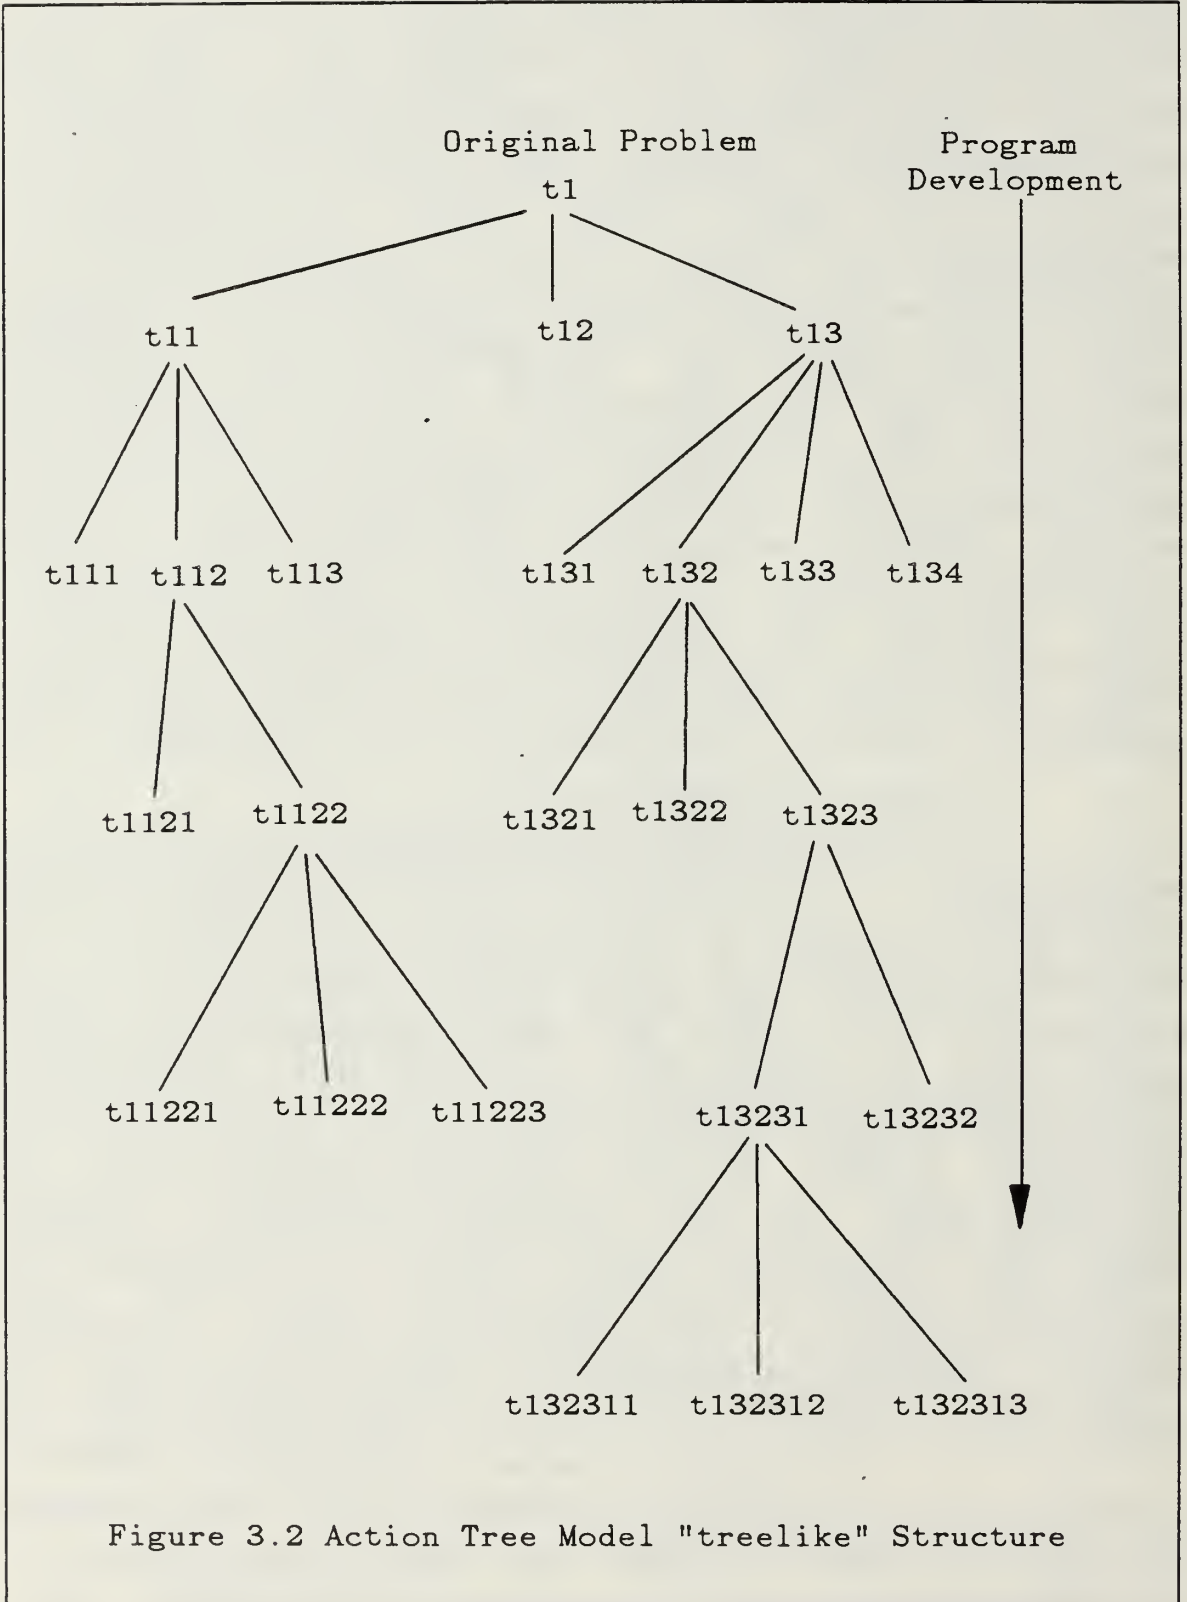 Original Problem
Program
Development
t1
t11
t12
t13
t111
t112
t113
t131
t132
t133
t134
t1121
t1122
t1321
t1322
t1323
t11221
t11222
t11223
t13231
t13232
t132311
t132312
t132313
Figure 3.2 Action Tree Model "treelike" Structure